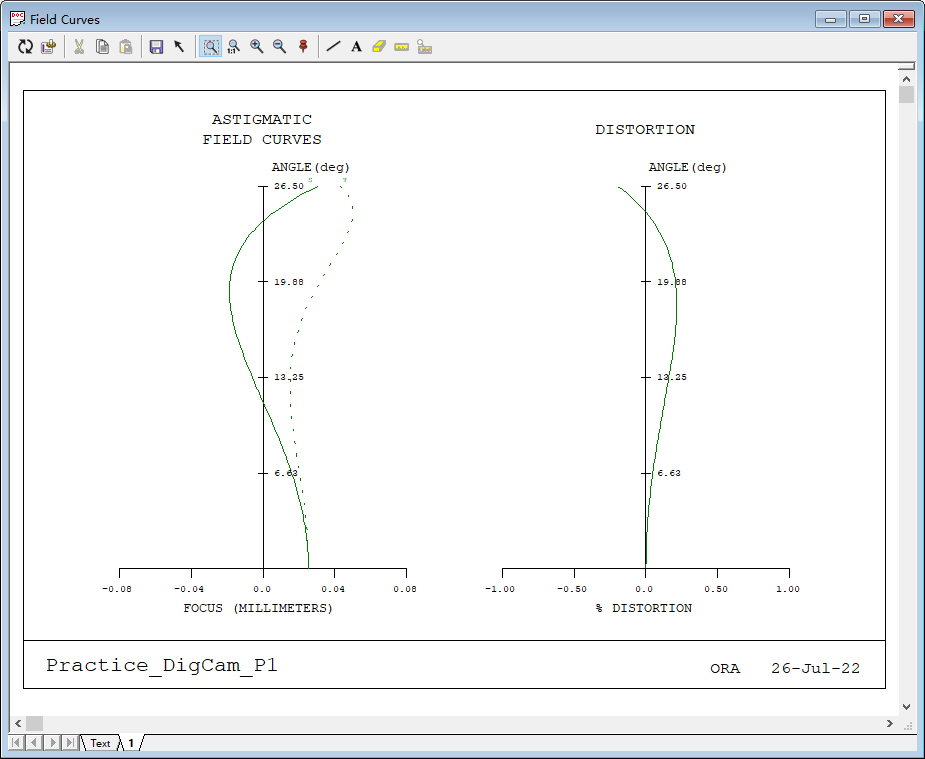 Field Curves
1:1
A
ASTIGMATIC
FIELD CURVES
ANGLE(deg)
S T
26.50
19.88
13.25
6.63
-0.08 -0.04 0.0 0.04 0.08
FOCUS (MILLIMETERS)
DISTORTION
ANGLE(deg)
26.50
19.88
13.25
6.63
-1.00 -0.50 0.0 0.50 1.00
% DISTORTION
Practice_DigCam_P1
ORA 26-Jul-22
Text 1